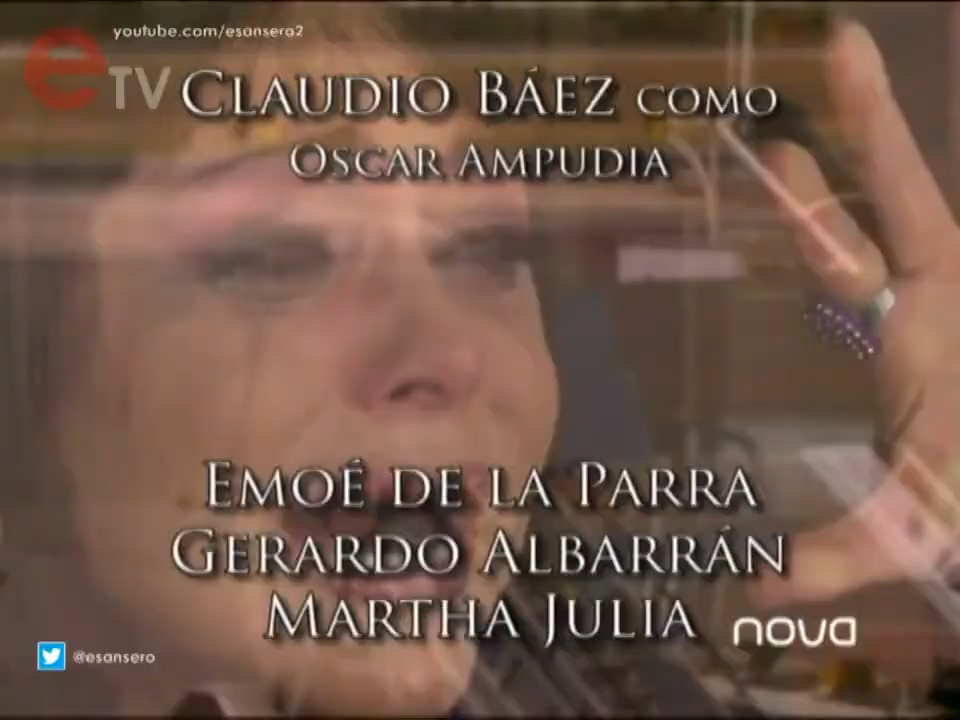 youtube.com/esansero2
eTV
CLAUDIO BÁEZ COMO
OSCAR AMPUDIA
EMOÉ DE LA PARRA
GERARDO ALBARRÁN
MARTHA JULIA
nova
@esansero